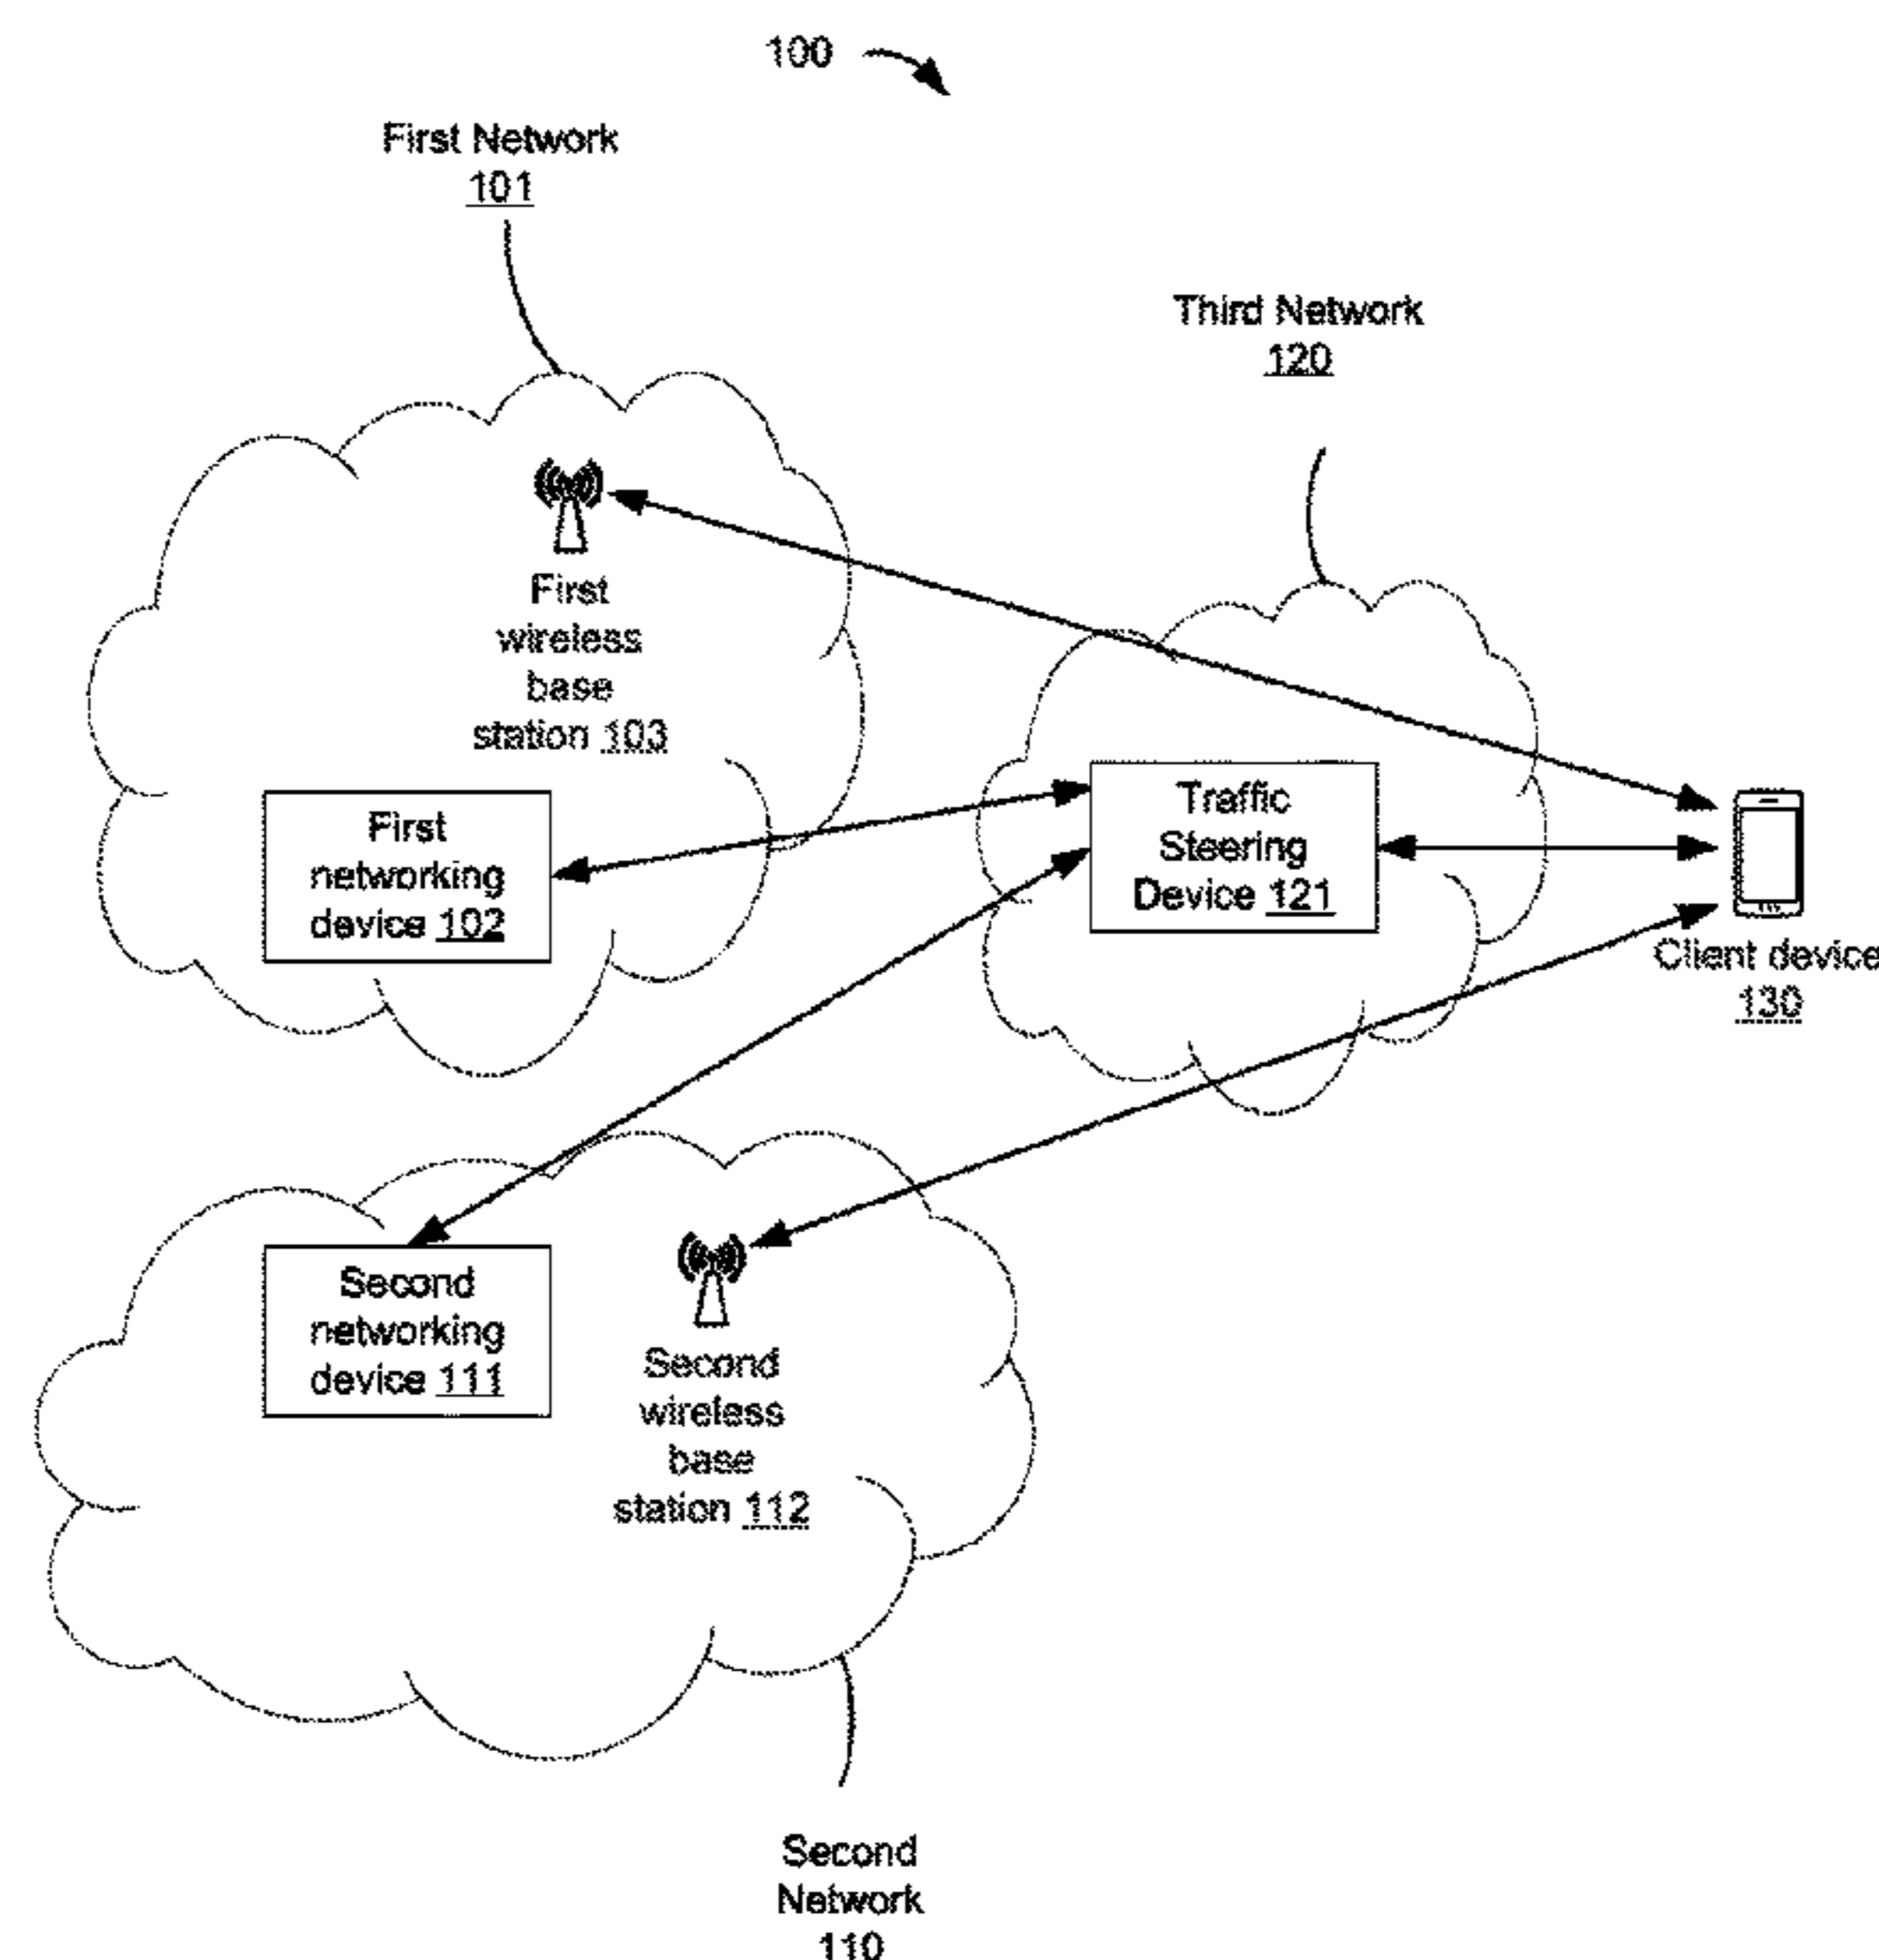 100
First Network
101
Third Network
120
First
wireless
base
station 103
First
networking
device 102
Traffic
Steering
Device 121
Client device
130
Second
networking
device 111
Second
wireless
base
station 112
Second
Network
110